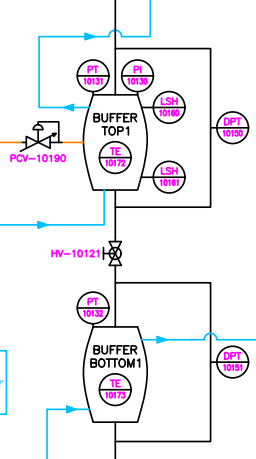 PT
10131
PI
10130
LSH
10160
BUFFER
TOP1
DPT
10150
PCV-10190
TE
10172
LSH
10161
HV-10121
PT
10132
BUFFER
BOTTOM1
DPT
10151
TE
10173